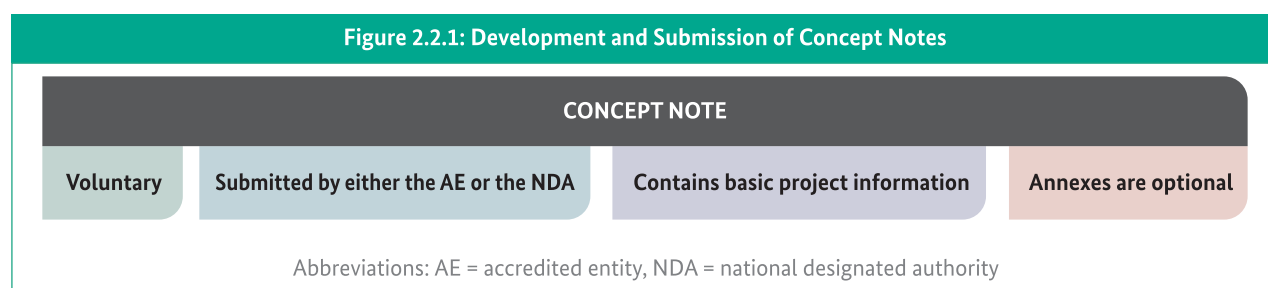 Figure 2.2.1: Development and Submission of Concept Notes
CONCEPT NOTE
Voluntary
Submitted by either the AE or the NDA
Contains basic project information
Annexes are optional
Abbreviations: AE = accredited entity, NDA = national designated authority